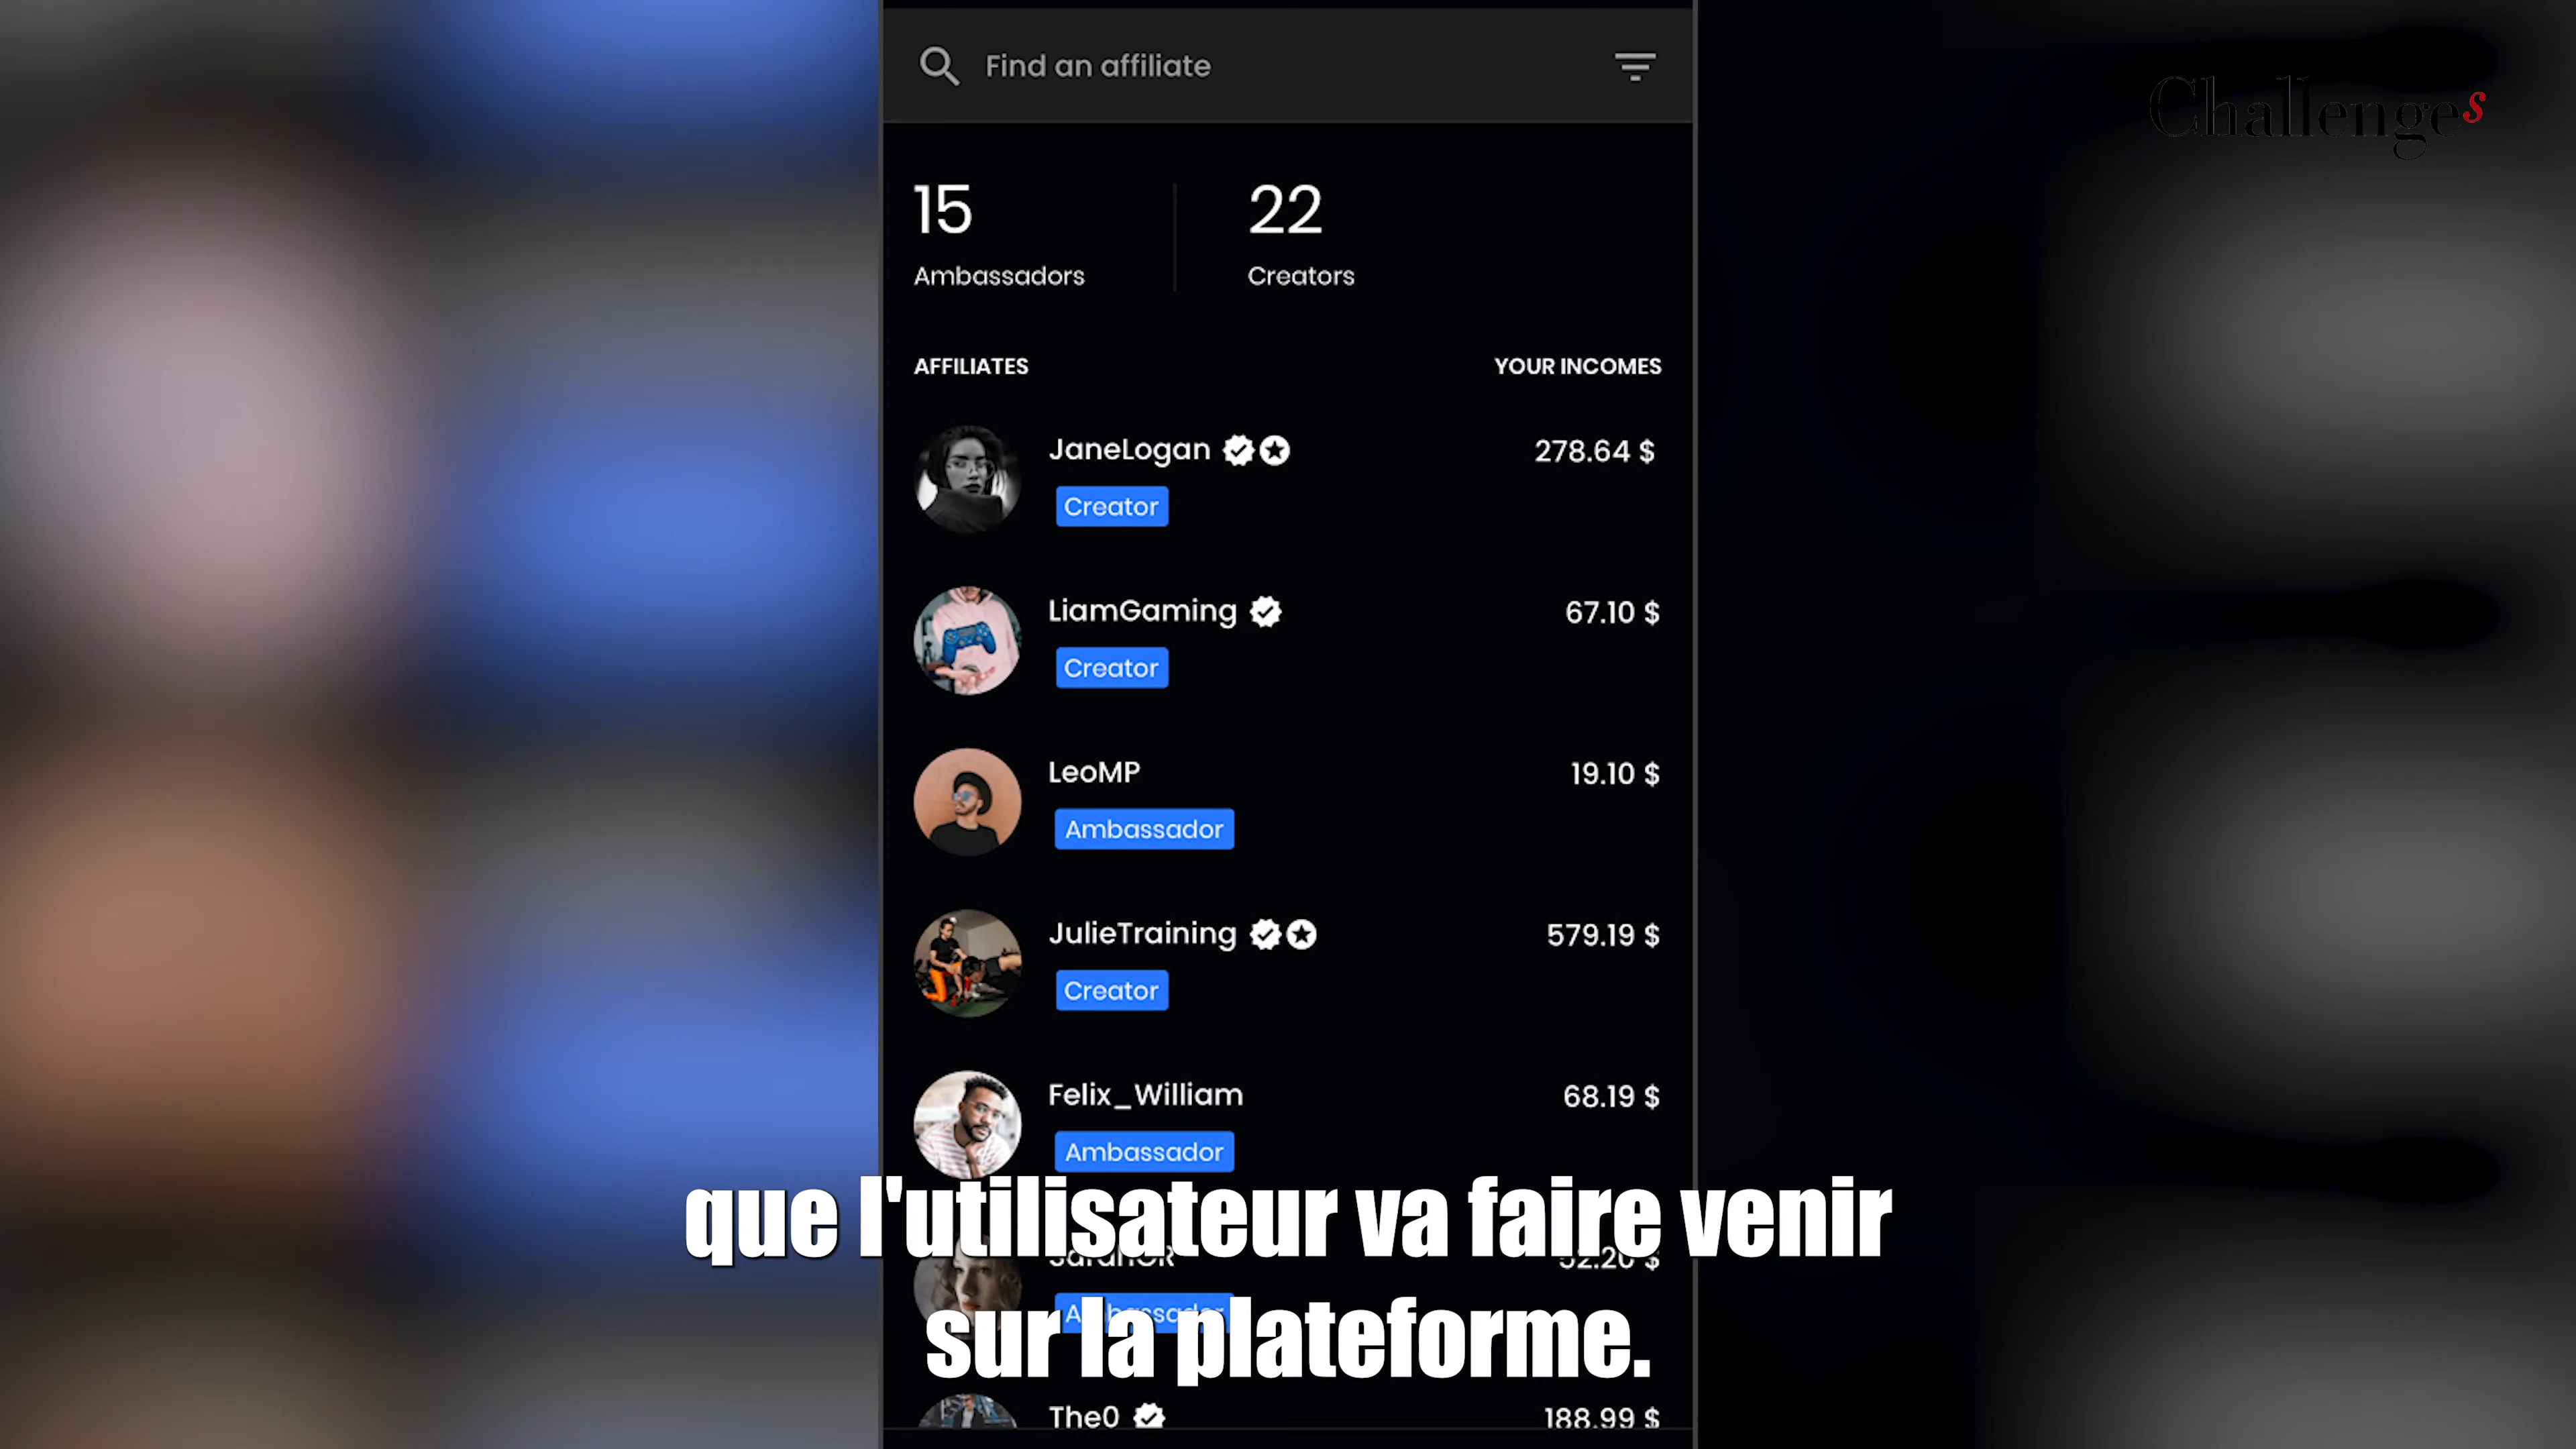 Find an affiliate
Challenges
15
22
Ambassadors
Creators
AFFILIATES
YOUR INCOMES
JaneLogan
278.64 $
Creator
LiamGaming
67.10 $
Creator
LeoMP
19.10 $
Ambassador
JulieTraining
579.19 $
Creator
Felix_William
68.19 $
Ambassador
que l'utilisateur va faire venir
sur la plateforme.
The0
188.99 $